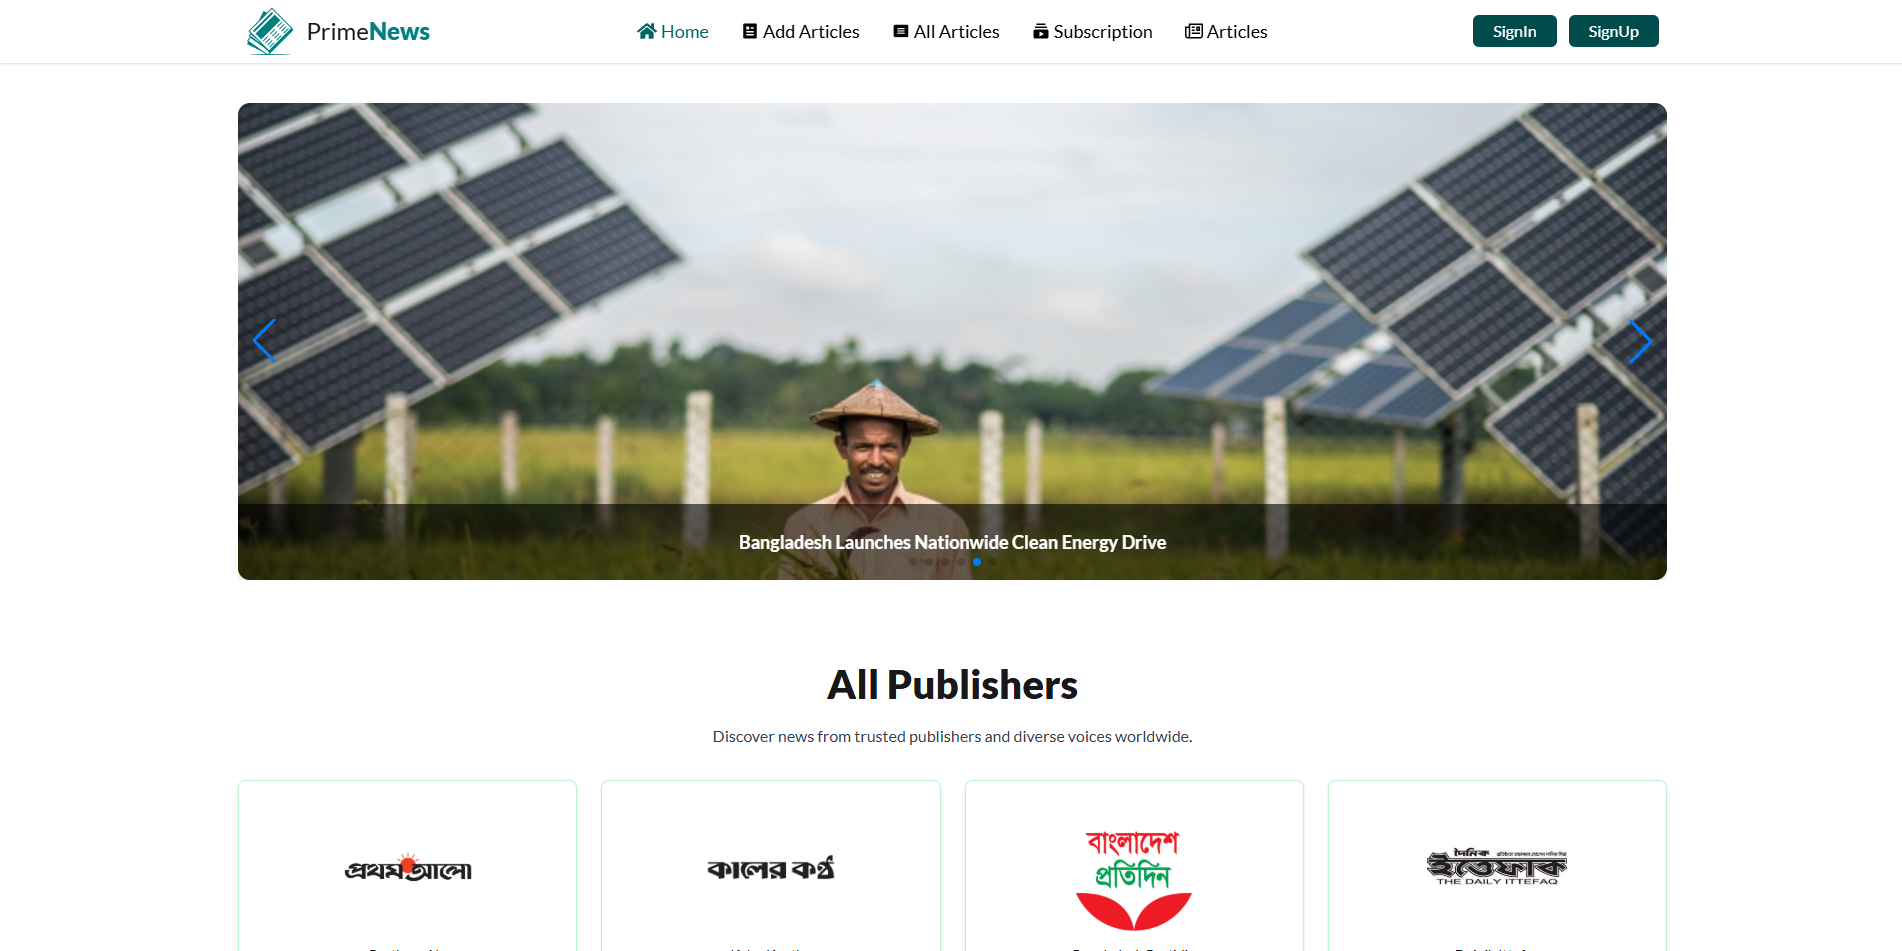 PrimeNews
Home
Add Articles
All Articles
Subscription
Articles
SignIn
SignUp
Bangladesh Launches Nationwide Clean Energy Drive
All Publishers
Discover news from trusted publishers and diverse voices worldwide.
প্রথম আলো
কালের কণ্ঠ
বাংলাদেশ
প্রতিদিন
দৈনিক
ইত্তেফাক
THE DAILY ITTEFAQ